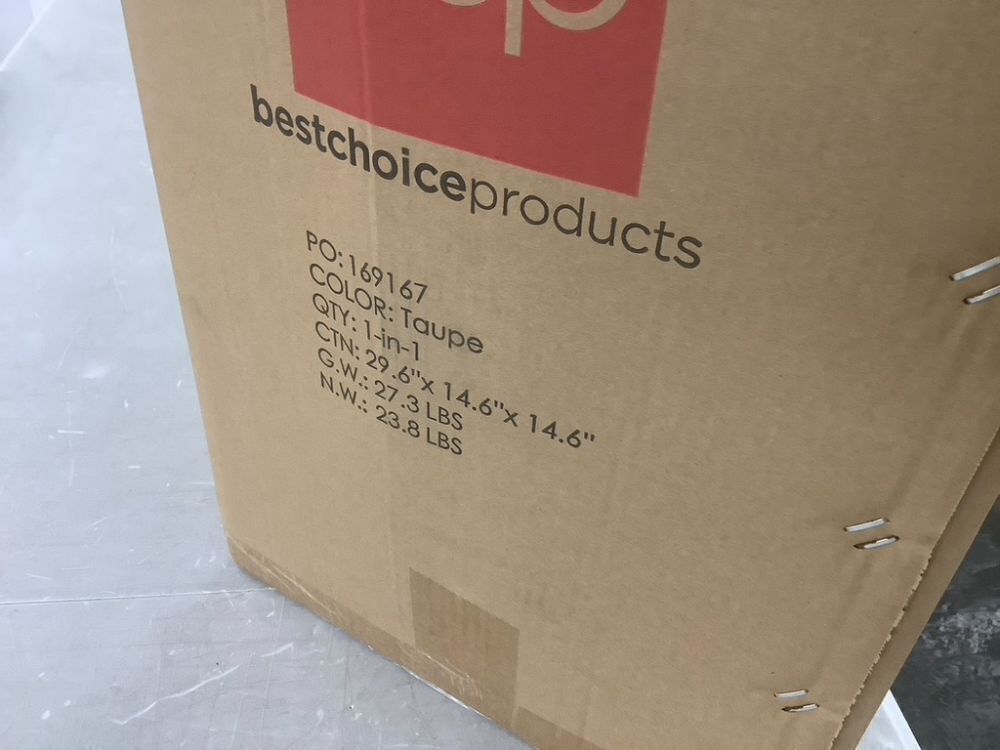 bestchoiceproducts
PO: 169167
COLOR: Taupe
QTY: 1-in-1
CTN: 29.6"x 14.6"x 14.6"
G.W.: 27.3 LBS
N.W.: 23.8 LBS